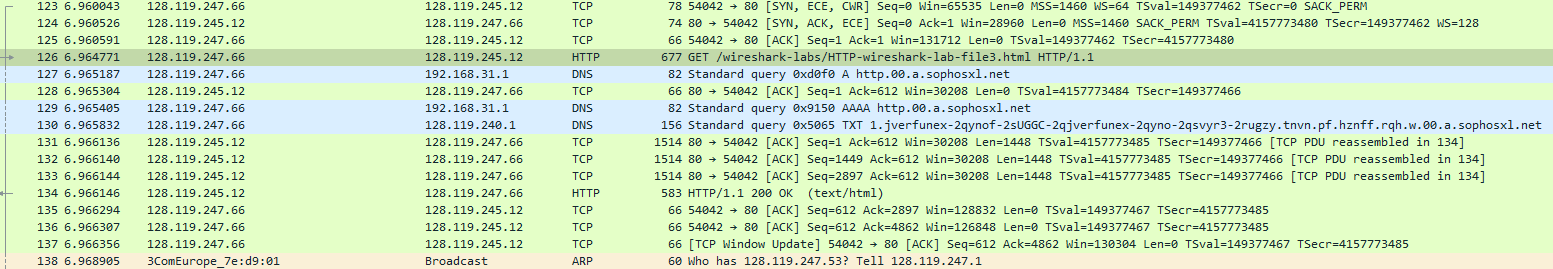 123 6.960043 128.119.247.66 128.119.245.12 TCP 78 54042 → 80 [SYN, ECE, CWR] Seq=0 Win=65535 Len=0 MSS=1460 WS=64 TSval=149377462 TSecr=0 SACK_PERM
124 6.960526 128.119.245.12 128.119.247.66 TCP 74 80 → 54042 [SYN, ACK, ECE] Seq=0 Ack=1 Win=28960 Len=0 MSS=1460 SACK_PERM TSval=4157773480 TSecr=149377462 WS=128
125 6.960591 128.119.247.66 128.119.245.12 TCP 66 54042 → 80 [ACK] Seq=1 Ack=1 Win=131712 Len=0 TSval=149377462 TSecr=4157773480
126 6.964771 128.119.247.66 128.119.245.12 HTTP 677 GET /wireshark-labs/HTTP-wireshark-lab-file3.html HTTP/1.1
127 6.965187 128.119.247.66 192.168.31.1 DNS 82 Standard query 0xd0f0 A http.00.a.sophosxl.net
128 6.965304 128.119.245.12 128.119.247.66 TCP 66 80 → 54042 [ACK] Seq=1 Ack=612 Win=30208 Len=0 TSval=4157773484 TSecr=149377466
129 6.965405 128.119.247.66 192.168.31.1 DNS 82 Standard query 0x9150 AAAA http.00.a.sophosxl.net
130 6.965832 128.119.247.66 128.119.240.1 DNS 156 Standard query 0x5065 TXT 1.jverfunex-2qynof-2sUGGC-2qjverfunex-2qyno-2qsvyr3-2rugzy.tnvn.pf.hznff.rqh.w.00.a.sophosxl.net
131 6.966136 128.119.245.12 128.119.247.66 TCP 1514 80 → 54042 [ACK] Seq=1 Ack=612 Win=30208 Len=1448 TSval=4157773485 TSecr=149377466 [TCP PDU reassembled in 134]
132 6.966140 128.119.245.12 128.119.247.66 TCP 1514 80 → 54042 [ACK] Seq=1449 Ack=612 Win=30208 Len=1448 TSval=4157773485 TSecr=149377466 [TCP PDU reassembled in 134]
133 6.966144 128.119.245.12 128.119.247.66 TCP 1514 80 → 54042 [ACK] Seq=2897 Ack=612 Win=30208 Len=1448 TSval=4157773485 TSecr=149377466 [TCP PDU reassembled in 134]
134 6.966146 128.119.245.12 128.119.247.66 HTTP 583 HTTP/1.1 200 OK (text/html)
135 6.966294 128.119.247.66 128.119.245.12 TCP 66 54042 → 80 [ACK] Seq=612 Ack=2897 Win=128832 Len=0 TSval=149377467 TSecr=4157773485
136 6.966307 128.119.247.66 128.119.245.12 TCP 66 54042 → 80 [ACK] Seq=612 Ack=4862 Win=126848 Len=0 TSval=149377467 TSecr=4157773485
137 6.966356 128.119.247.66 128.119.245.12 TCP 66 [TCP Window Update] 54042 → 80 [ACK] Seq=612 Ack=4862 Win=130304 Len=0 TSval=149377467 TSecr=4157773485
138 6.968905 3ComEurope_7e:d9:01 Broadcast ARP 60 Who has 128.119.247.53? Tell 128.119.247.1